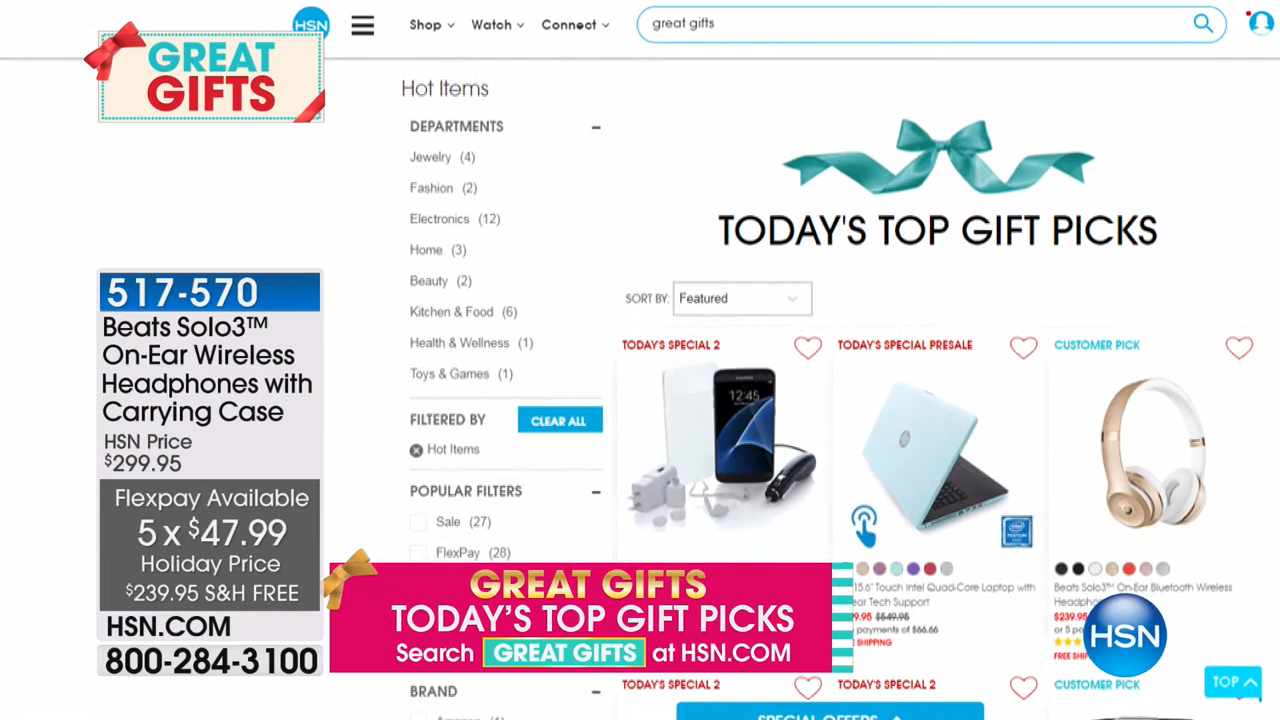 HSN
Shop
Watch
Connect
great gifts
GREAT
GIFTS
Hot Items
DEPARTMENTS
Jewelry (4)
Fashion (2)
Electronics (12)
Home (3)
Beauty (2)
Kitchen & Food (6)
Health & Wellness (1)
Toys & Games (1)
FILTERED BY
CLEAR ALL
Hot Items
POPULAR FILTERS
Sale (27)
FlexPay (28)
BRAND
TODAY'S TOP GIFT PICKS
SORT BY: Featured
TODAY'S SPECIAL 2
12:45
TODAY'S SPECIAL PRESALE
15.6" Touch Intel Quad-Core Laptop with
ear Tech Support
9.95 $549.95
payments of $66.66
SHIPPING
CUSTOMER PICK
Beats Solo3™ On-Ear Bluetooth Wireless
Headpho
$239.95
or 5 pa
FREE SHIP
TODAY'S SPECIAL 2
TODAY'S SPECIAL 2
CUSTOMER PICK
SPECIAL OFFERS
TOP
517-570
Beats Solo3™
On-Ear Wireless
Headphones with
Carrying Case
HSN Price
$299.95
Flexpay Available
5 x $47.99
Holiday Price
$239.95 S&H FREE
HSN.COM
800-284-3100
GREAT GIFTS
TODAY'S TOP GIFT PICKS
Search GREAT GIFTS at HSN.COM
HSN